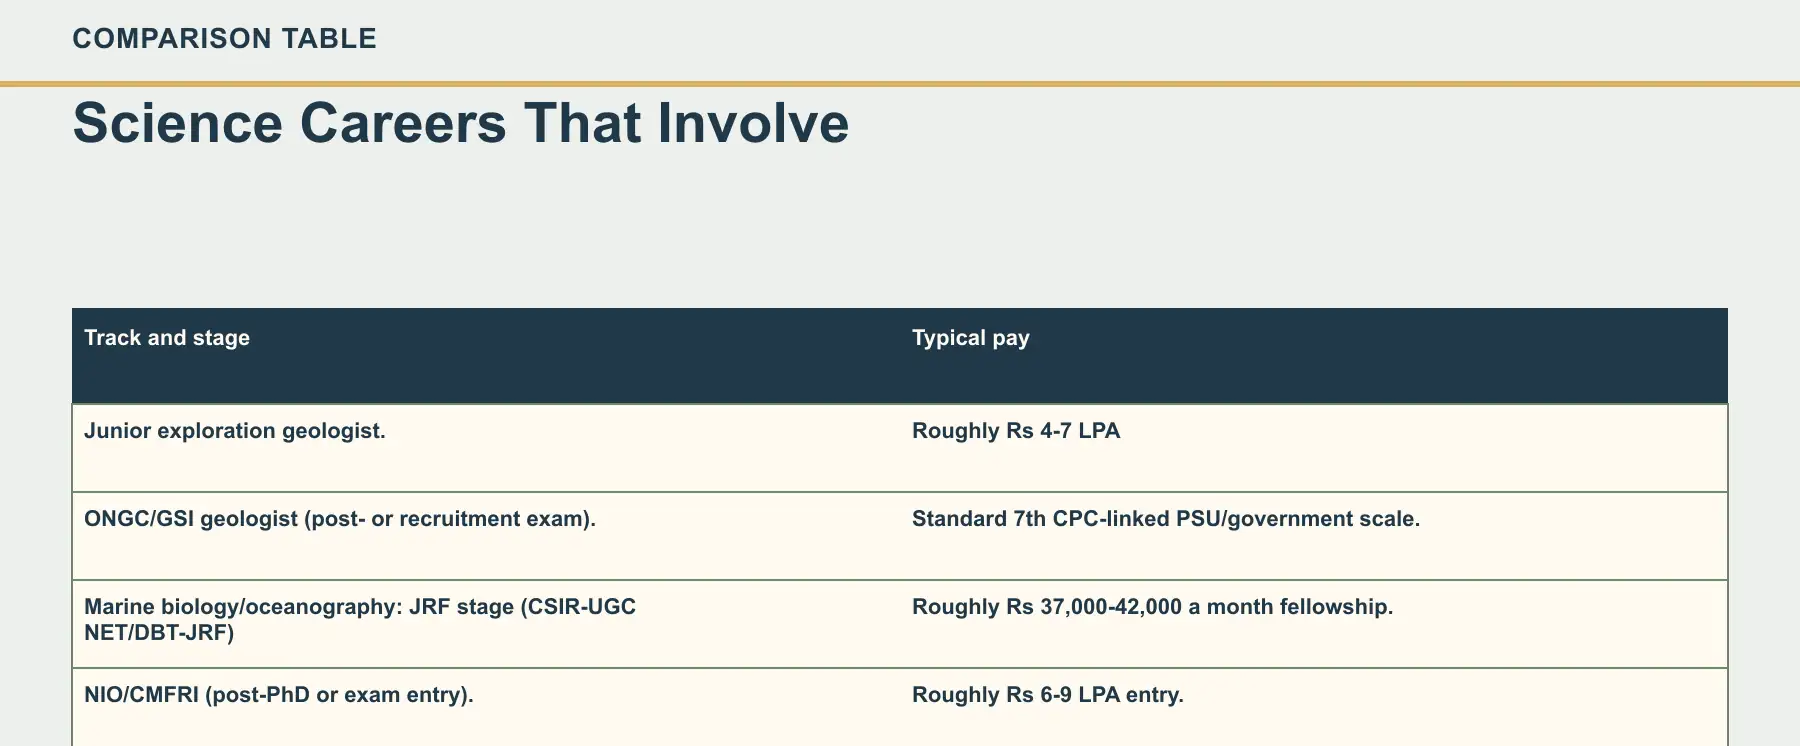 COMPARISON TABLE
Science Careers That Involve
Track and stage
Typical pay
Junior exploration geologist.
Roughly Rs 4-7 LPA
ONGC/GSI geologist (post- or recruitment exam).
Standard 7th CPC-linked PSU/government scale.
Marine biology/oceanography: JRF stage (CSIR-UGC
NET/DBT-JRF)
Roughly Rs 37,000-42,000 a month fellowship.
NIO/CMFRI (post-PhD or exam entry).
Roughly Rs 6-9 LPA entry.